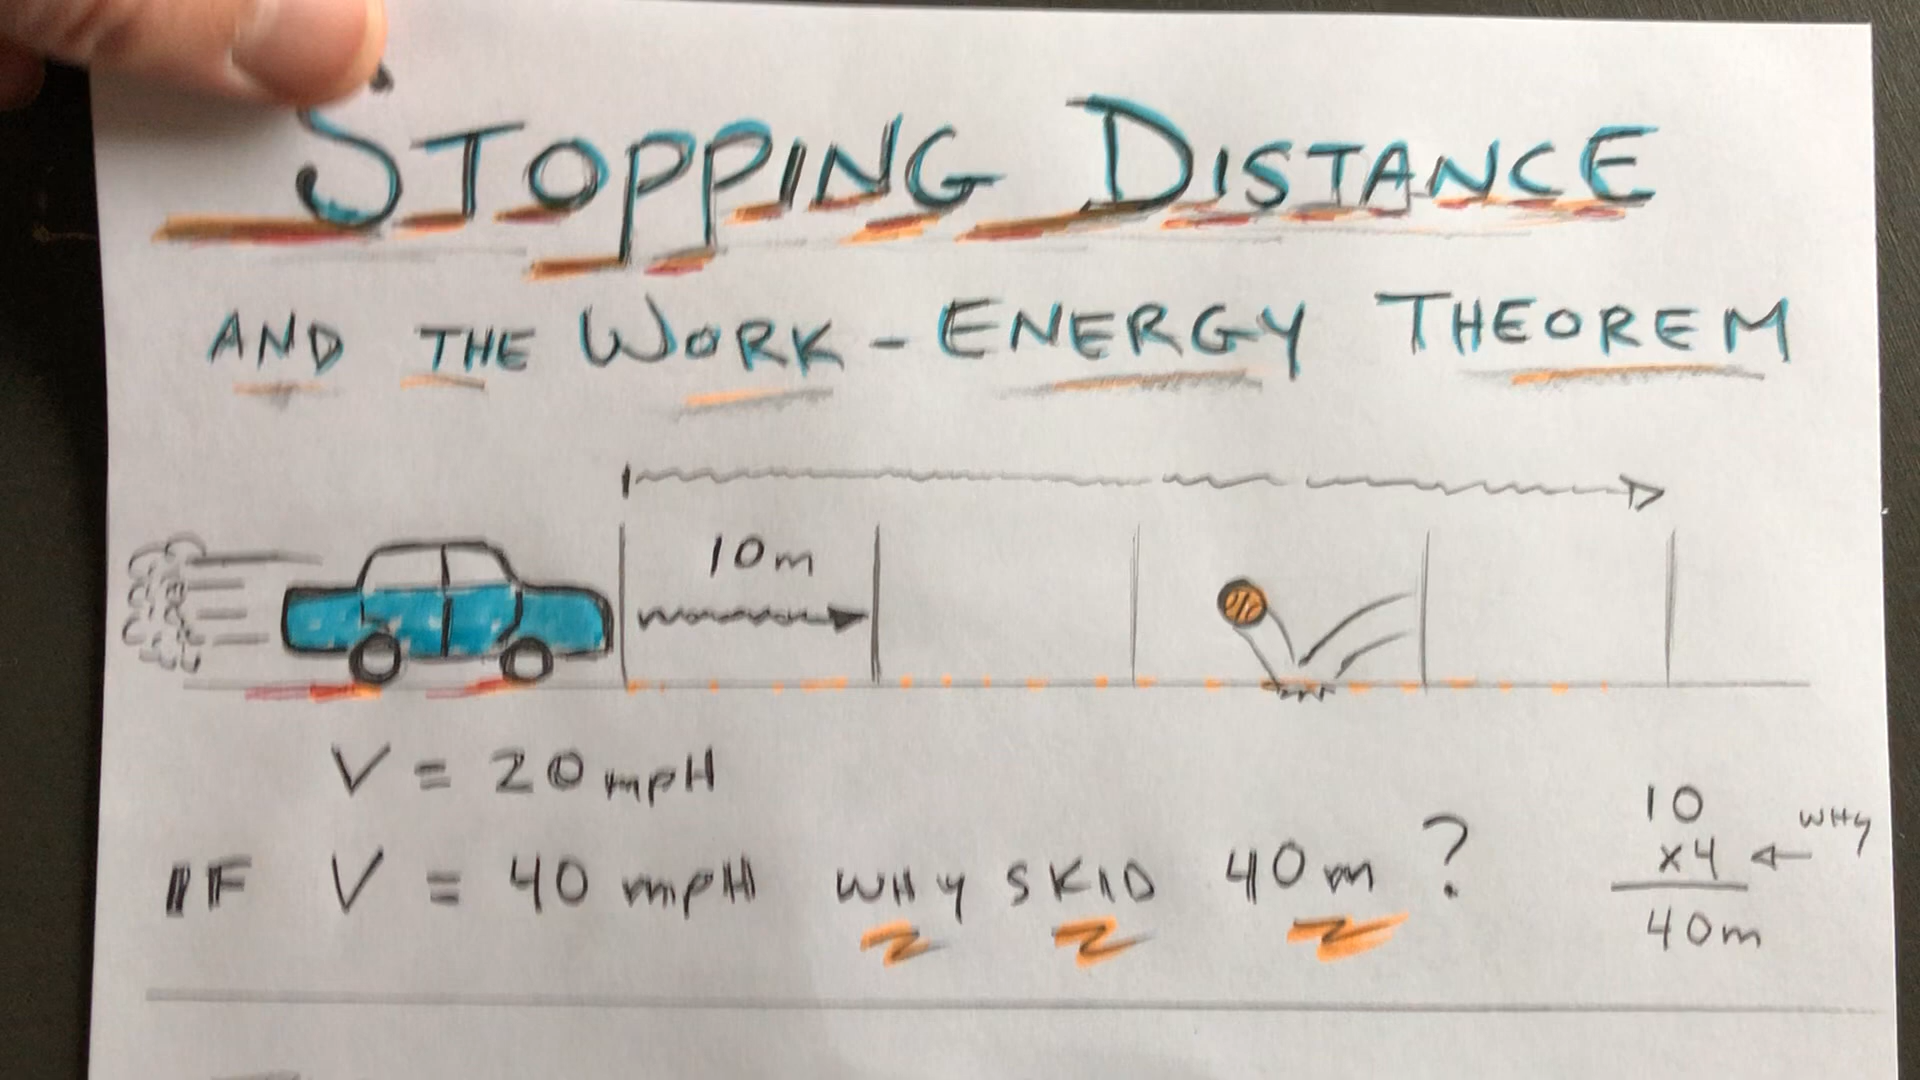 STOPPING DISTANCE
AND THE WORK-ENERGY THEOREM
10m
V = 20 mpH
IF V = 40 mpH WHY SKID 40m ?
10
x4 ← WHY
40m